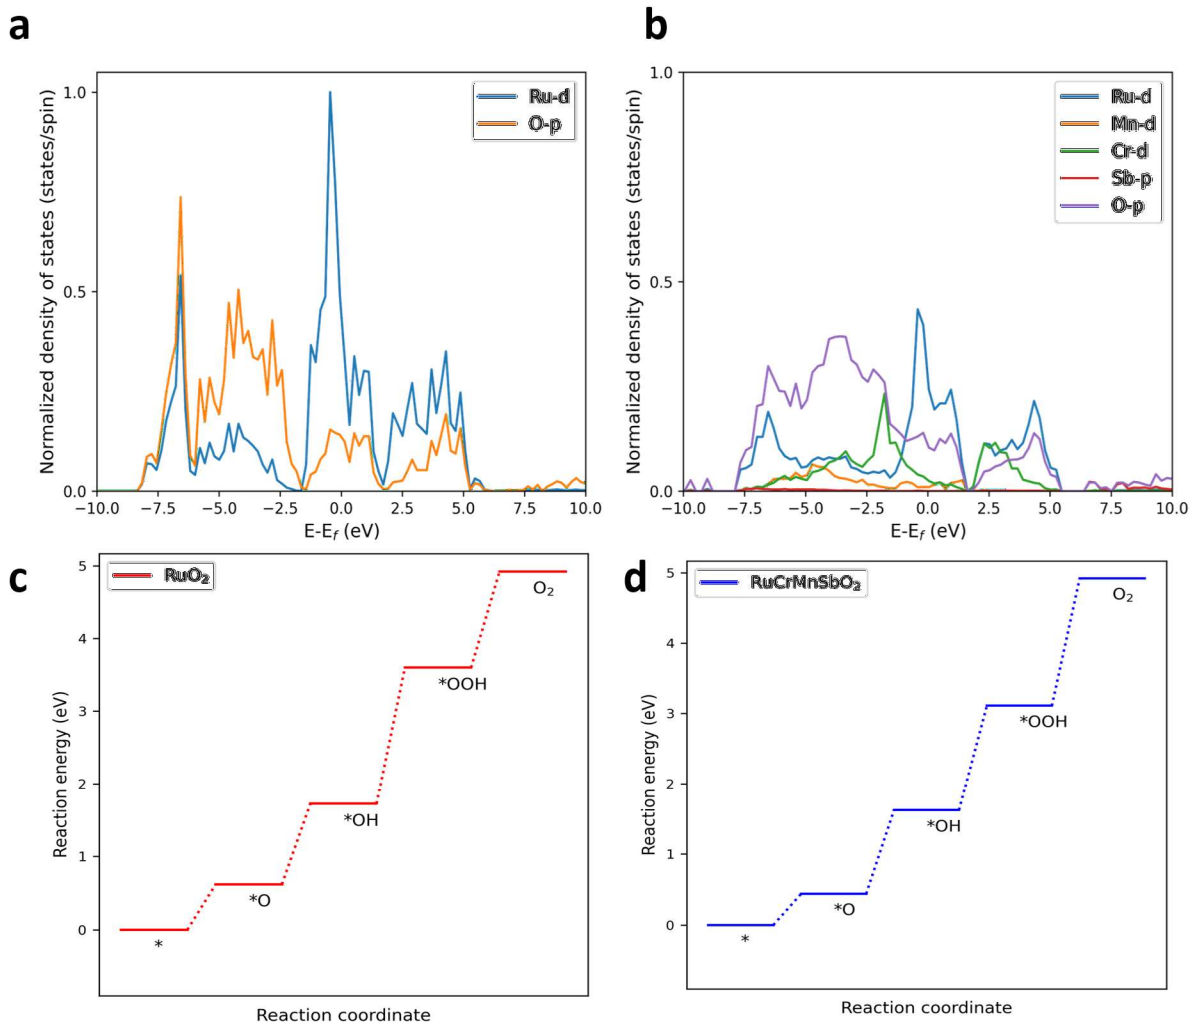 a
b
Normalized density of states (states/spin)
1.0
0.5
0.0
Ru-d
O-p
−10.0 −7.5 −5.0 −2.5 0.0 2.5 5.0 7.5 10.0
E-E_f (eV)
Normalized density of states (states/spin)
1.0
0.5
0.0
Ru-d
Mn-d
Cr-d
Sb-p
O-p
−10.0 −7.5 −5.0 −2.5 0.0 2.5 5.0 7.5 10.0
E-E_f (eV)
c
d
Reaction energy (eV)
5
4
3
2
1
0
RuO₂
O₂
*OOH
*OH
*O
*
Reaction coordinate
Reaction energy (eV)
5
4
3
2
1
0
RuCrMnSbO₂
O₂
*OOH
*OH
*O
*
Reaction coordinate